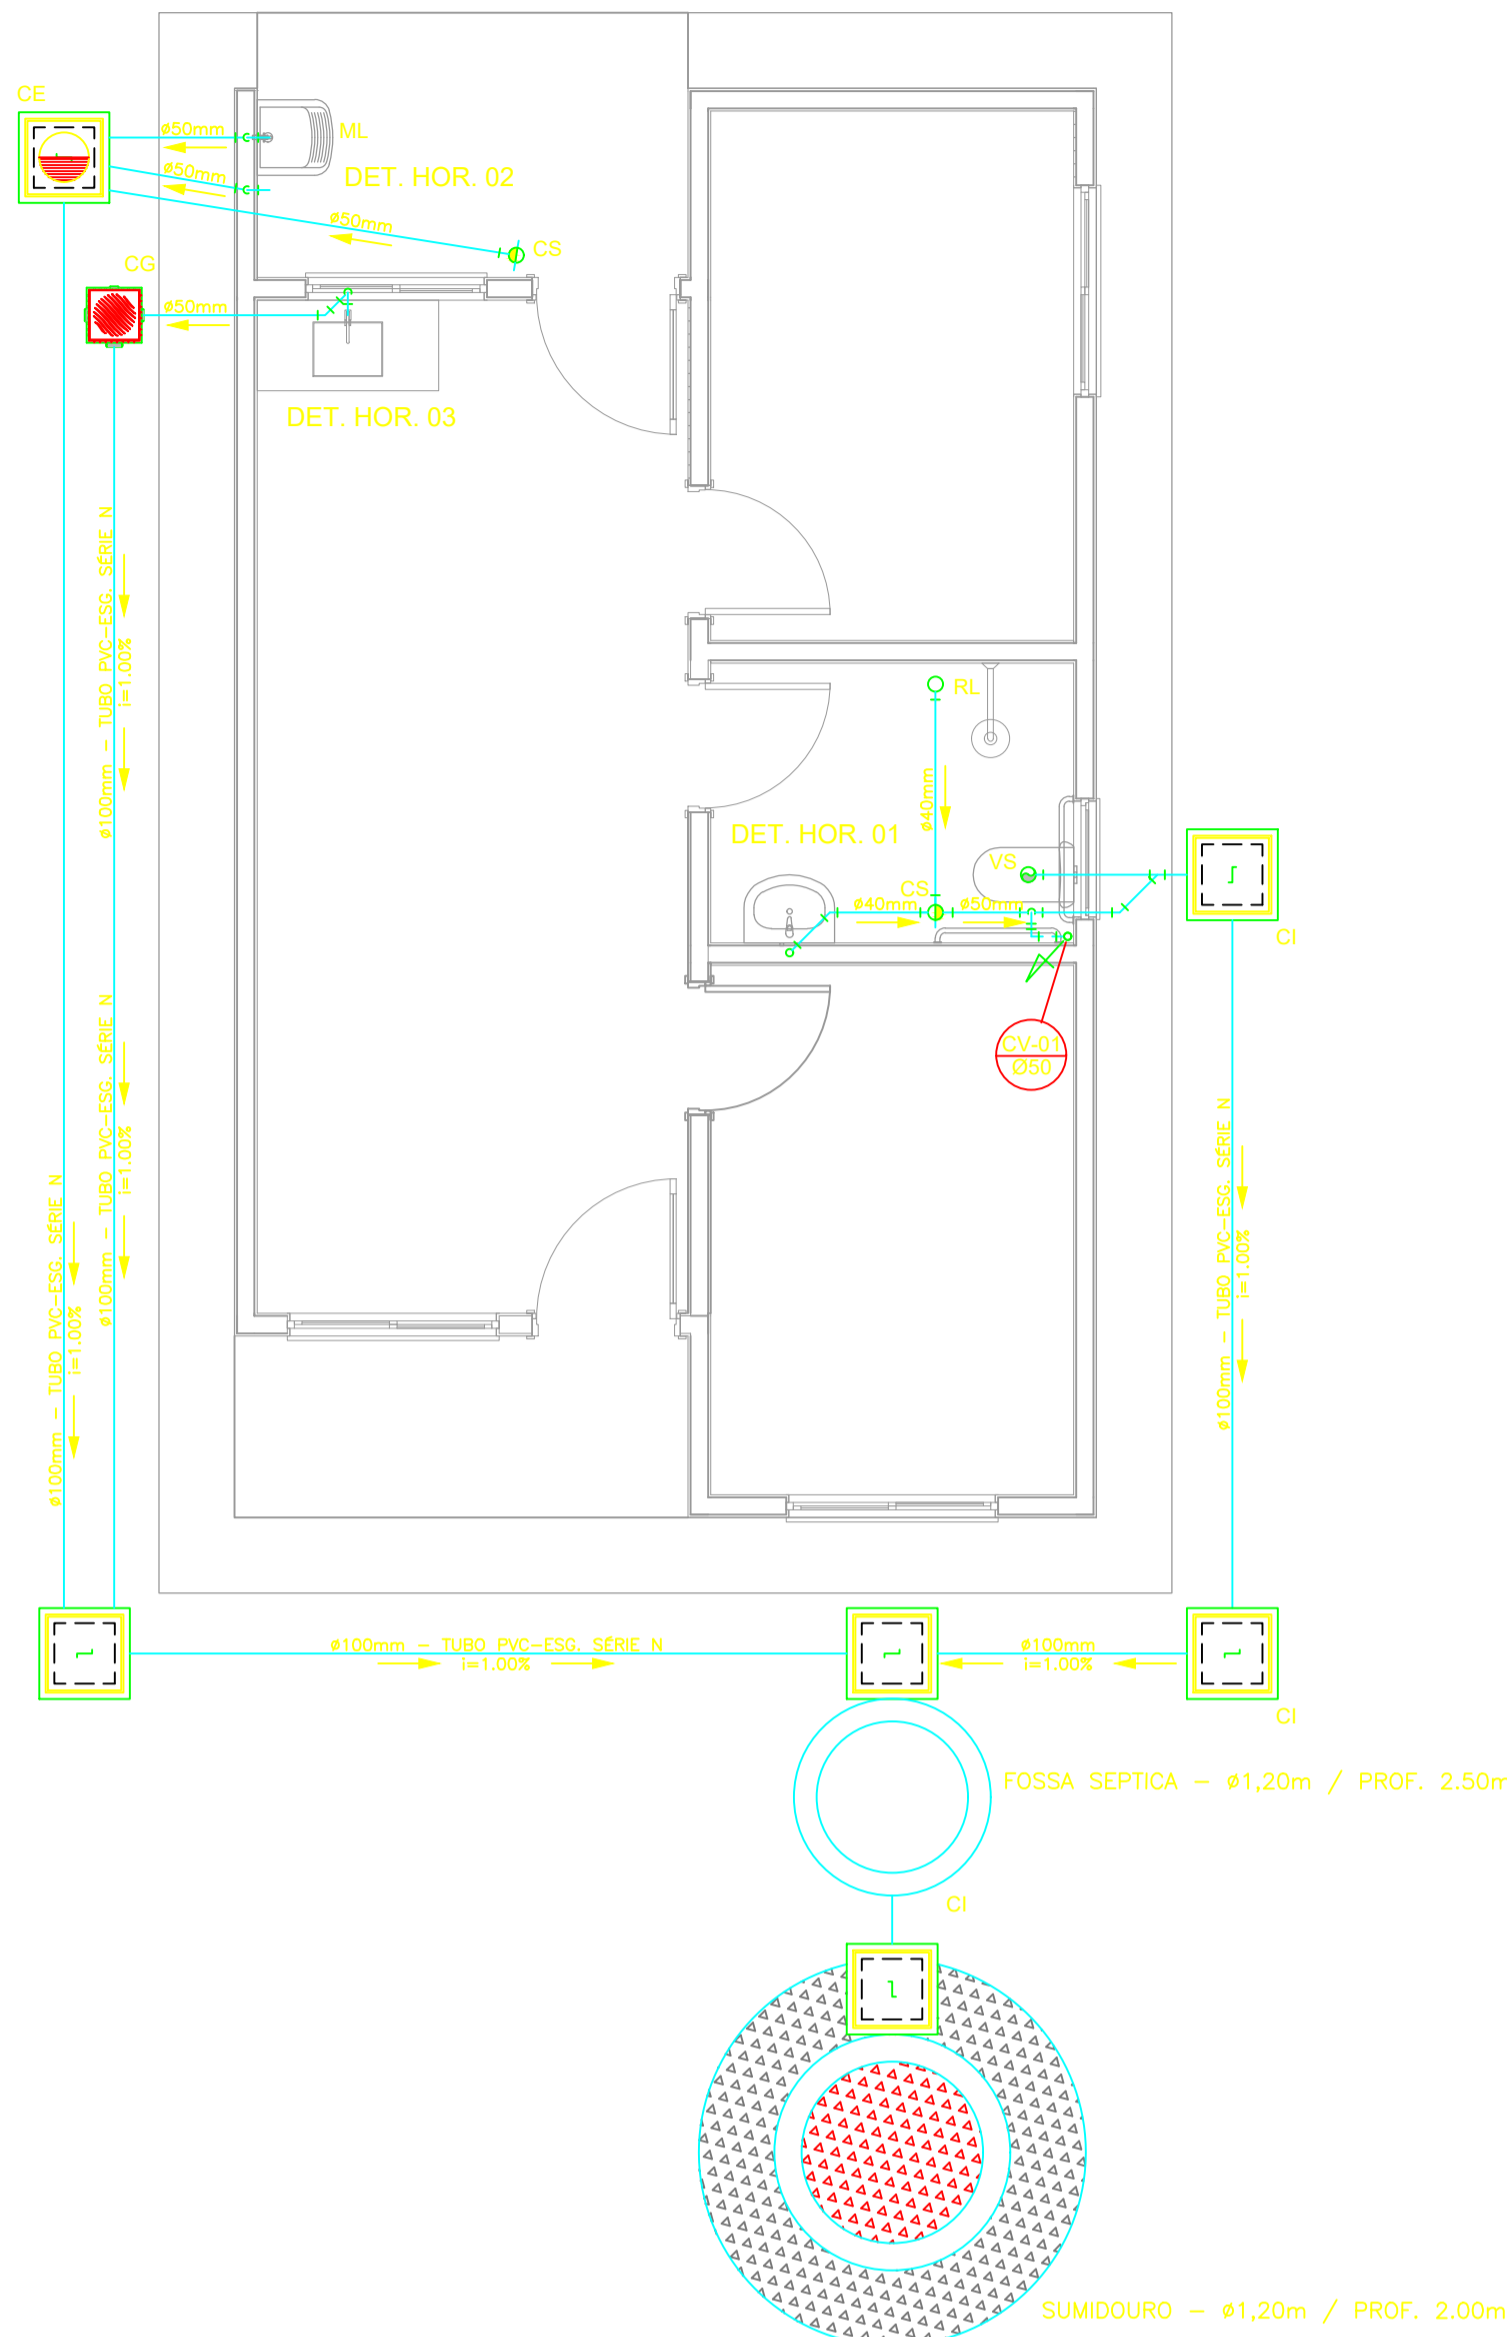 CE
ø50mm
ML
ø50mm
DET. HOR. 02
ø50mm
CS
CG
ø50mm
DET. HOR. 03
ø100mm - TUBO PVC-ESG. SÉRIE N
i=1.00%
RL
ø40mm
DET. HOR. 01
VS
CS
ø40mm
ø50mm
CI
CV-01
Ø50
ø100mm - TUBO PVC-ESG. SÉRIE N
i=1.00%
ø100mm - TUBO PVC-ESG. SÉRIE N
i=1.00%
ø100mm - TUBO PVC-ESG. SÉRIE N
i=1.00%
ø100mm - TUBO PVC-ESG. SÉRIE N
i=1.00%
ø100mm
i=1.00%
CI
FOSSA SEPTICA - ø1,20m / PROF. 2.50m
CI
SUMIDOURO - ø1,20m / PROF. 2.00m